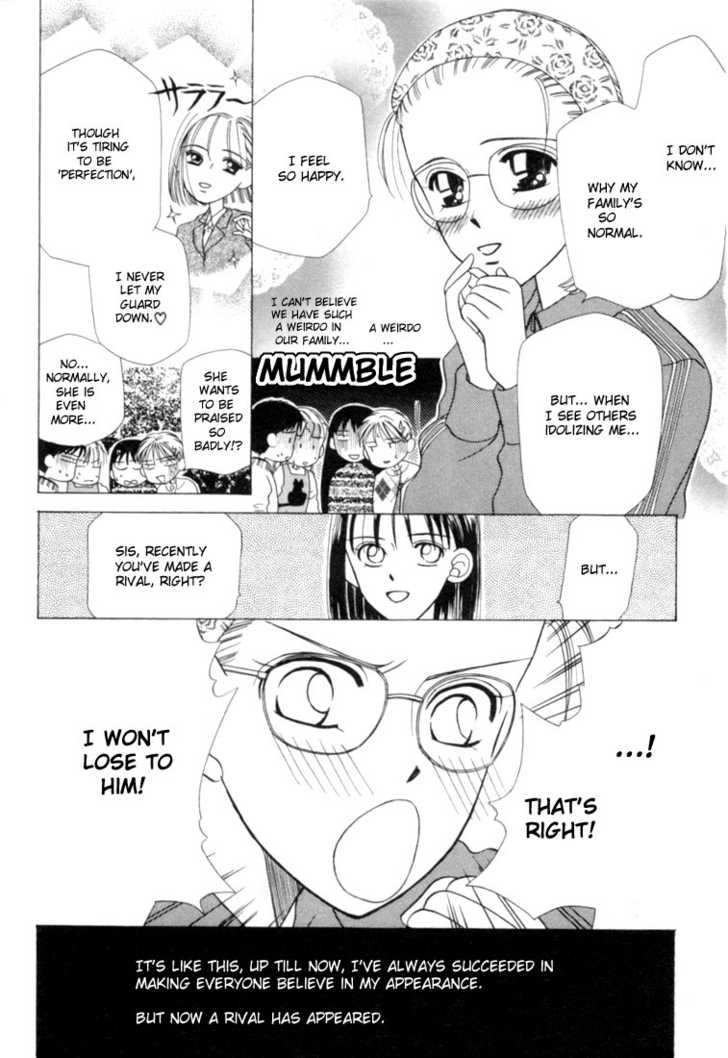 I DON'T
KNOW...
WHY MY
FAMILY'S
SO
NORMAL.
BUT... WHEN
I SEE OTHERS
IDOLIZING ME...
I FEEL
SO HAPPY.
A WEIRDO
...
I CAN'T BELIEVE
WE HAVE SUCH
A WEIRDO IN
OUR FAMILY...
MUMMBLE
サララ〜
THOUGH
IT'S TIRING
TO BE
'PERFECTION',
I NEVER
LET MY
GUARD
DOWN.♡
SHE
WANTS
TO BE
PRAISED
SO
BADLY!?
NO...
NORMALLY,
SHE IS
EVEN
MORE...
BUT...
SIS, RECENTLY
YOU'VE MADE A
RIVAL, RIGHT?
...!
THAT'S
RIGHT!
I WON'T
LOSE TO
HIM!
IT'S LIKE THIS, UP TILL NOW, I'VE ALWAYS SUCCEEDED IN
MAKING EVERYONE BELIEVE IN MY APPEARANCE.
BUT NOW A RIVAL HAS APPEARED.